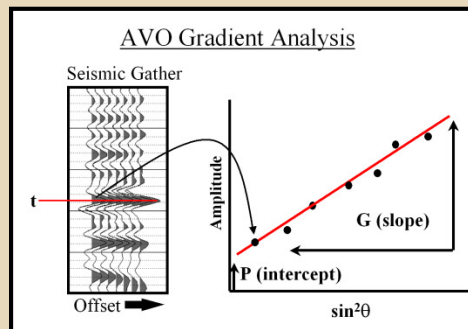 AVO Gradient Analysis
Seismic Gather
t
Offset
Amplitude
G (slope)
P (intercept)
sin²θ